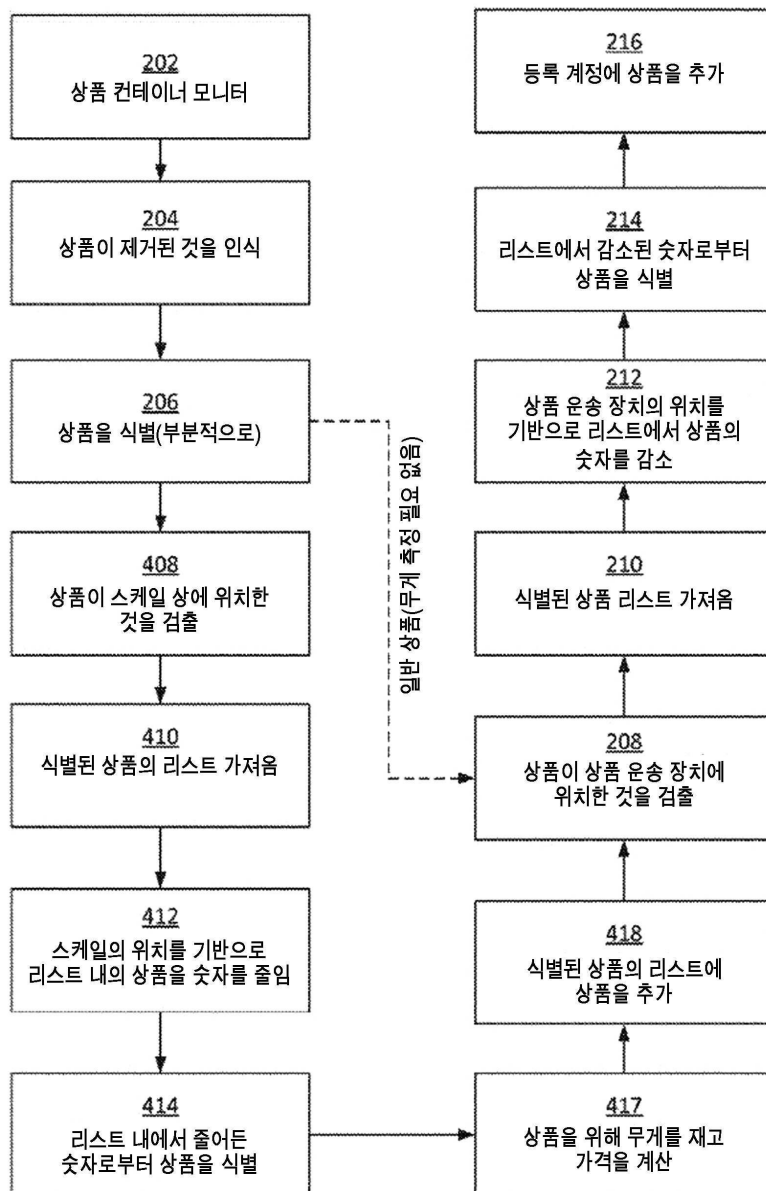 202
상품 컨테이너 모니터
204
상품이 제거된 것을 인식
206
상품을 식별(부분적으로)
408
상품이 스케일 상에 위치한
것을 검출
410
식별된 상품의 리스트 가져옴
412
스케일의 위치를 기반으로
리스트 내의 상품을 숫자를 줄임
414
리스트 내에서 줄어든
숫자로부터 상품을 식별
일반 상품(무게 측정 필요 없음)
216
등록 계정에 상품을 추가
214
리스트에서 감소된 숫자로부터
상품을 식별
212
상품 운송 장치의 위치를
기반으로 리스트에서 상품의
숫자를 감소
210
식별된 상품 리스트 가져옴
208
상품이 상품 운송 장치에
위치한 것을 검출
418
식별된 상품의 리스트에
상품을 추가
417
상품을 위해 무게를 재고
가격을 계산